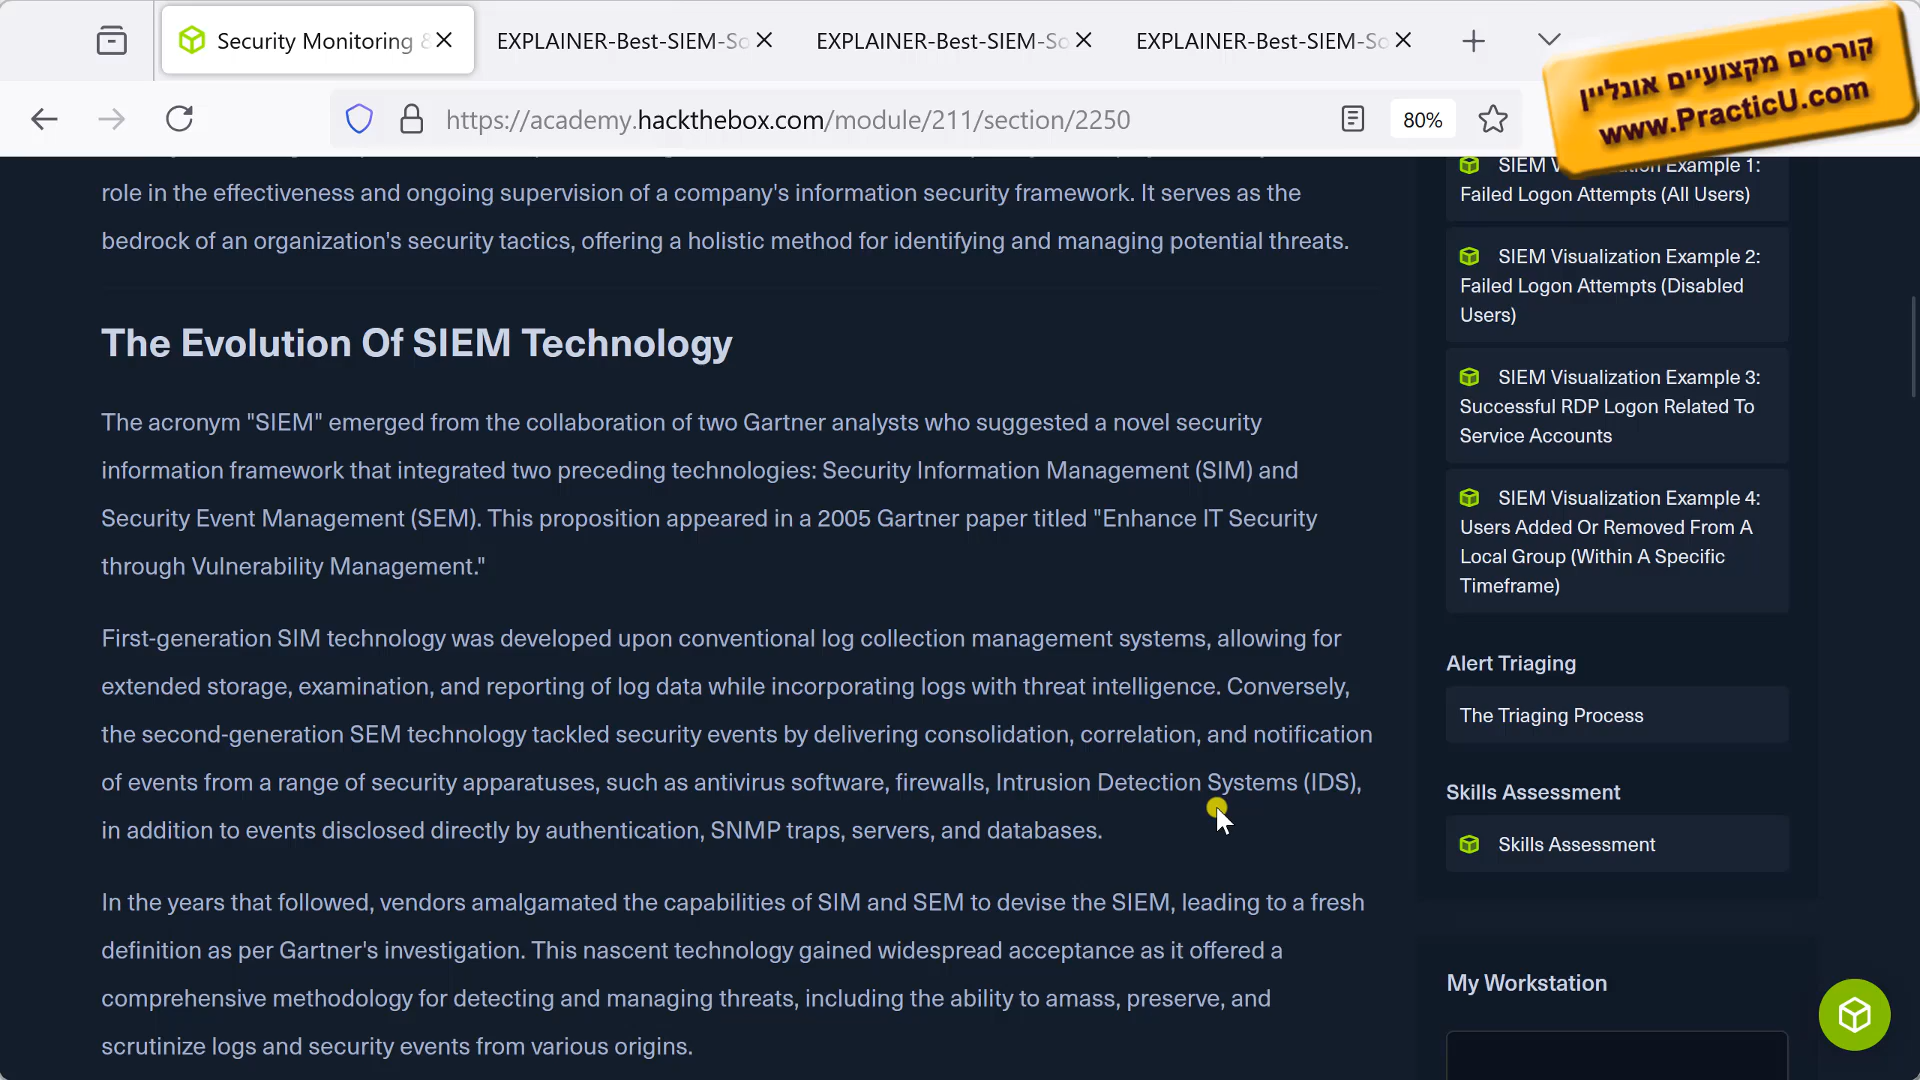 Security Monitoring &
EXPLAINER-Best-SIEM-So
EXPLAINER-Best-SIEM-So
EXPLAINER-Best-SIEM-So
https://academy.hackthebox.com/module/211/section/2250
80%
קורסים מקצועיים אונליין
www.PracticU.com
role in the effectiveness and ongoing supervision of a company's information security framework. It serves as the
bedrock of an organization's security tactics, offering a holistic method for identifying and managing potential threats.
The Evolution Of SIEM Technology
The acronym "SIEM" emerged from the collaboration of two Gartner analysts who suggested a novel security
information framework that integrated two preceding technologies: Security Information Management (SIM) and
Security Event Management (SEM). This proposition appeared in a 2005 Gartner paper titled "Enhance IT Security
through Vulnerability Management."
First-generation SIM technology was developed upon conventional log collection management systems, allowing for
extended storage, examination, and reporting of log data while incorporating logs with threat intelligence. Conversely,
the second-generation SEM technology tackled security events by delivering consolidation, correlation, and notification
of events from a range of security apparatuses, such as antivirus software, firewalls, Intrusion Detection Systems (IDS),
in addition to events disclosed directly by authentication, SNMP traps, servers, and databases.
In the years that followed, vendors amalgamated the capabilities of SIM and SEM to devise the SIEM, leading to a fresh
definition as per Gartner's investigation. This nascent technology gained widespread acceptance as it offered a
comprehensive methodology for detecting and managing threats, including the ability to amass, preserve, and
scrutinize logs and security events from various origins.
SIEM Visualization Example 1:
Failed Logon Attempts (All Users)
SIEM Visualization Example 2:
Failed Logon Attempts (Disabled
Users)
SIEM Visualization Example 3:
Successful RDP Logon Related To
Service Accounts
SIEM Visualization Example 4:
Users Added Or Removed From A
Local Group (Within A Specific
Timeframe)
Alert Triaging
The Triaging Process
Skills Assessment
Skills Assessment
My Workstation